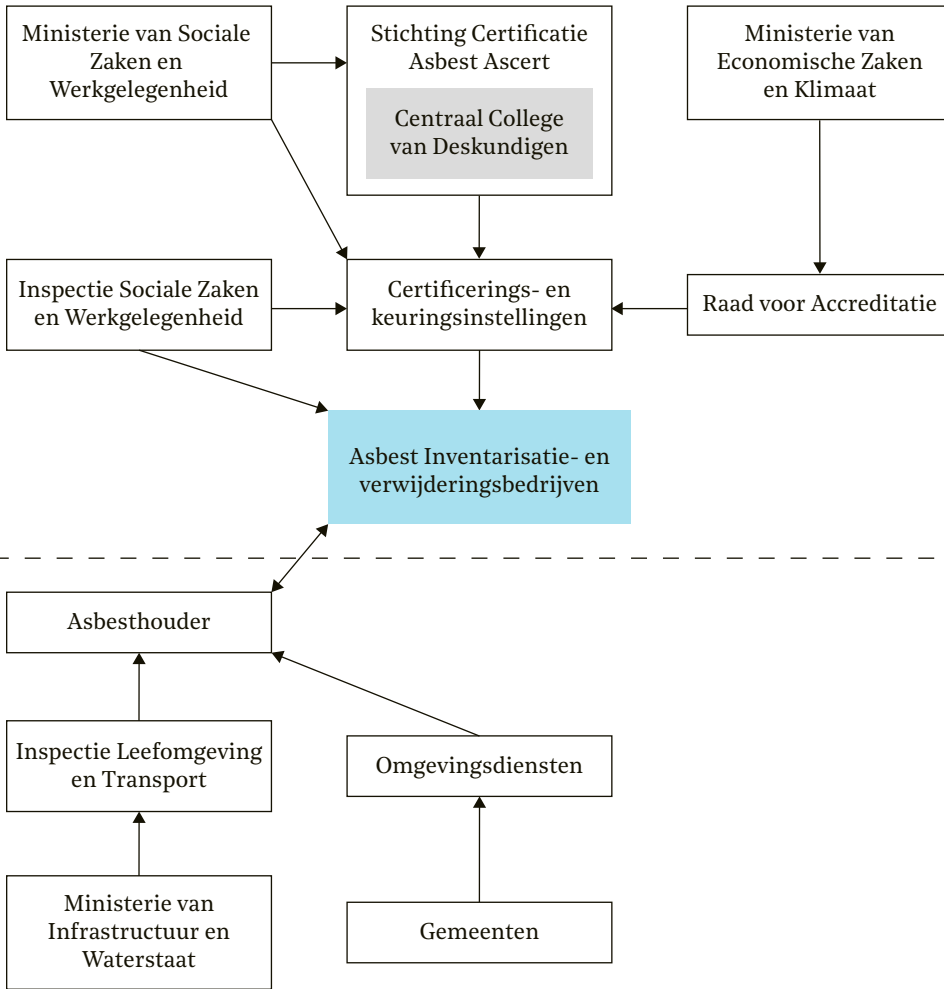 Ministerie van Sociale
Zaken en
Werkgelegenheid
Stichting Certificatie
Asbest Ascert
Centraal College
van Deskundigen
Ministerie van
Economische Zaken
en Klimaat
Inspectie Sociale Zaken
en Werkgelegenheid
Certificerings- en
keuringsinstellingen
Raad voor Accreditatie
Asbest Inventarisatie- en
verwijderingsbedrijven
Asbesthouder
Inspectie Leefomgeving
en Transport
Omgevingsdiensten
Ministerie van
Infrastructuur en
Waterstaat
Gemeenten